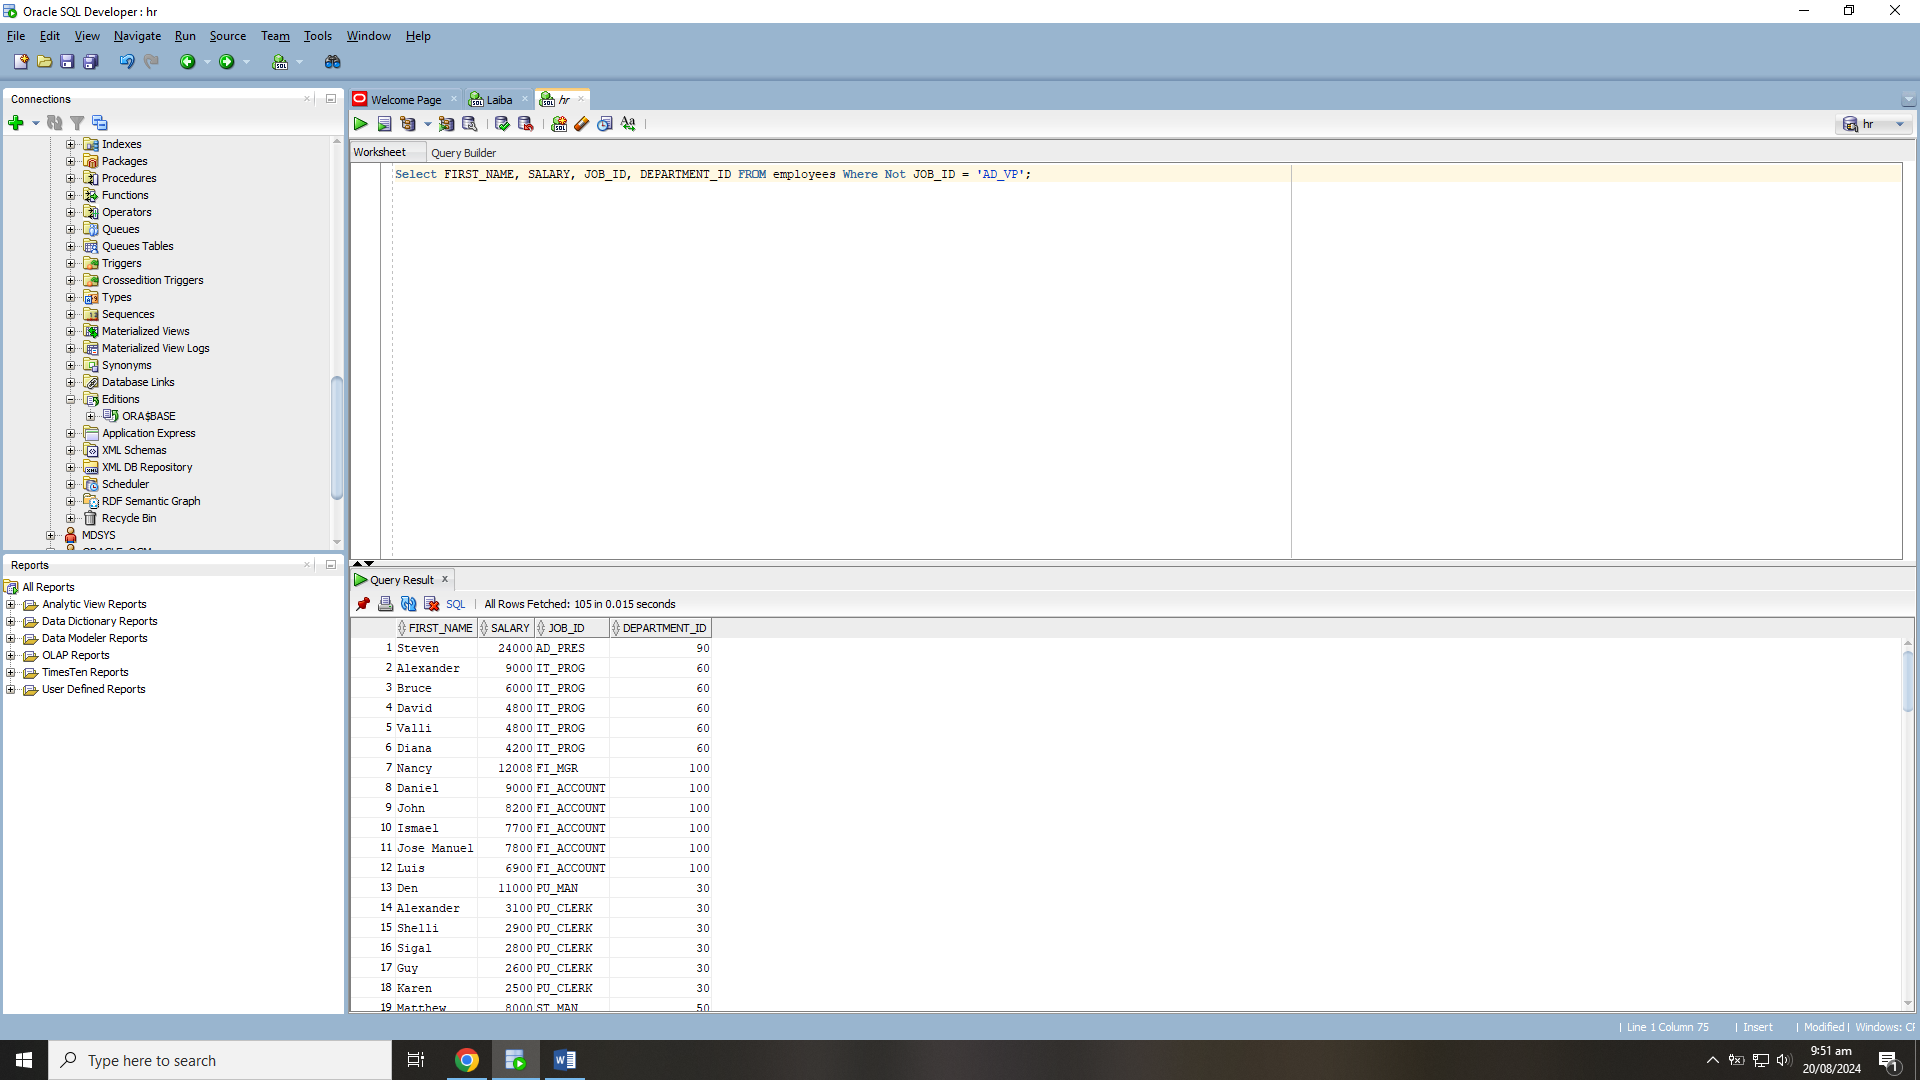 Oracle SQL Developer : hr
File Edit View Navigate Run Source Team Tools Window Help
Connections
Indexes
Packages
Procedures
Functions
Operators
Queues
Queues Tables
Triggers
Crossedition Triggers
Types
Sequences
Materialized Views
Materialized View Logs
Synonyms
Database Links
Editions
ORA$BASE
Application Express
XML Schemas
XML DB Repository
Scheduler
RDF Semantic Graph
Recycle Bin
MDSYS
Reports
All Reports
Analytic View Reports
Data Dictionary Reports
Data Modeler Reports
OLAP Reports
TimesTen Reports
User Defined Reports
Welcome Page Laiba hr
hr
Worksheet Query Builder
Select FIRST_NAME, SALARY, JOB_ID, DEPARTMENT_ID FROM employees Where Not JOB_ID = 'AD_VP';
Query Result
SQL All Rows Fetched: 105 in 0.015 seconds
FIRST_NAME SALARY JOB_ID DEPARTMENT_ID
1 Steven 24000 AD_PRES 90
2 Alexander 9000 IT_PROG 60
3 Bruce 6000 IT_PROG 60
4 David 4800 IT_PROG 60
5 Valli 4800 IT_PROG 60
6 Diana 4200 IT_PROG 60
7 Nancy 12008 FI_MGR 100
8 Daniel 9000 FI_ACCOUNT 100
9 John 8200 FI_ACCOUNT 100
10 Ismael 7700 FI_ACCOUNT 100
11 Jose Manuel 7800 FI_ACCOUNT 100
12 Luis 6900 FI_ACCOUNT 100
13 Den 11000 PU_MAN 30
14 Alexander 3100 PU_CLERK 30
15 Shelli 2900 PU_CLERK 30
16 Sigal 2800 PU_CLERK 30
17 Guy 2600 PU_CLERK 30
18 Karen 2500 PU_CLERK 30
19 Matthew 8000 ST_MAN 50
Line 1 Column 75 Insert Modified Windows:
Type here to search
9:51 am
20/08/2024
1